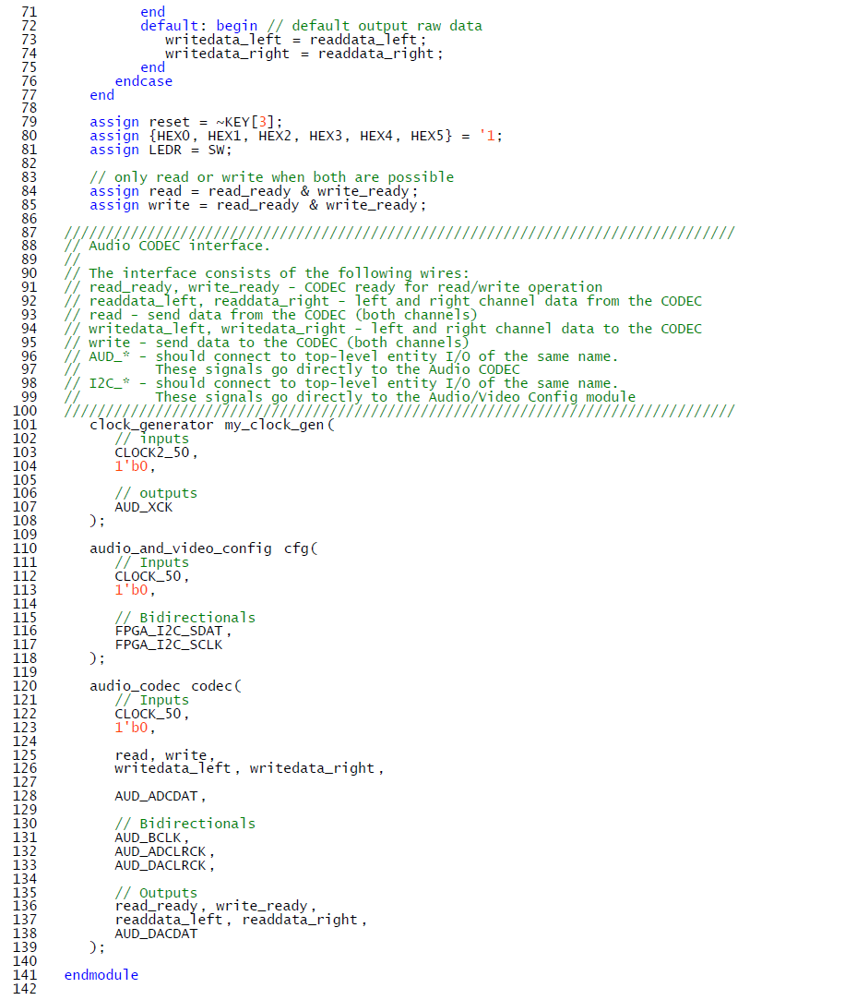 71 end
72 default: begin // default output raw data
73 writedata_left = readdata_left;
74 writedata_right = readdata_right;
75 end
76 endcase
77 end
78
79 assign reset = ~KEY[3];
80 assign {HEX0, HEX1, HEX2, HEX3, HEX4, HEX5} = '1;
81 assign LEDR = SW;
82
83 // only read or write when both are possible
84 assign read = read_ready & write_ready;
85 assign write = read_ready & write_ready;
86
87 /////////////////////////////////////////////////////////////////////////////////
88 // Audio CODEC interface.
89 //
90 // The interface consists of the following wires:
91 // read_ready, write_ready - CODEC ready for read/write operation
92 // readdata_left, readdata_right - left and right channel data from the CODEC
93 // read - send data from the CODEC (both channels)
94 // writedata_left, writedata_right - left and right channel data to the CODEC
95 // write - send data to the CODEC (both channels)
96 // AUD_* - should connect to top-level entity I/O of the same name.
97 // These signals go directly to the Audio CODEC
98 // I2C_* - should connect to top-level entity I/O of the same name.
99 // These signals go directly to the Audio/Video Config module
100 /////////////////////////////////////////////////////////////////////////////////
101 clock_generator my_clock_gen(
102 // inputs
103 CLOCK2_50,
104 1'b0,
105
106 // outputs
107 AUD_XCK
108 );
109
110 audio_and_video_config cfg(
111 // Inputs
112 CLOCK_50,
113 1'b0,
114
115 // Bidirectionals
116 FPGA_I2C_SDAT,
117 FPGA_I2C_SCLK
118 );
119
120 audio_codec codec(
121 // Inputs
122 CLOCK_50,
123 1'b0,
124
125 read, write,
126 writedata_left, writedata_right,
127
128 AUD_ADCDAT,
129
130 // Bidirectionals
131 AUD_BCLK,
132 AUD_ADCLRCK,
133 AUD_DACLRCK,
134
135 // Outputs
136 read_ready, write_ready,
137 readdata_left, readdata_right,
138 AUD_DACDAT
139 );
140
141 endmodule
142